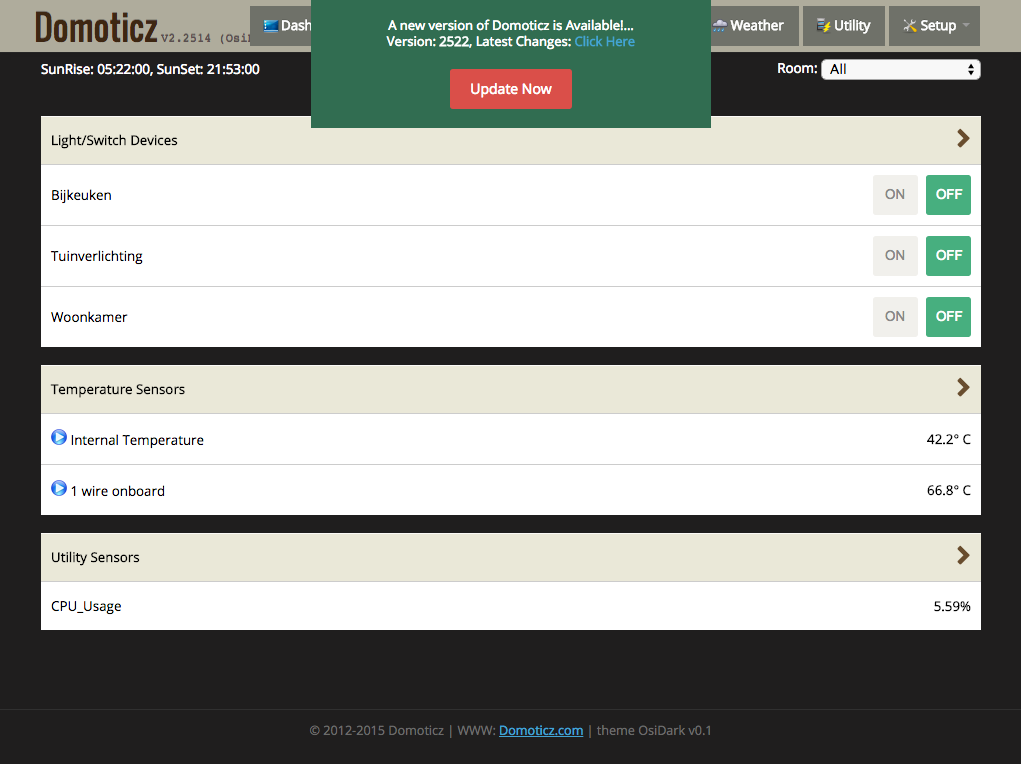 Domoticz V2.2514 (Osi
Dash
A new version of Domoticz is Available!...
Version: 2522, Latest Changes: Click Here
Update Now
Weather
Utility
Setup
SunRise: 05:22:00, SunSet: 21:53:00
Room: All
Light/Switch Devices
Bijkeuken ON OFF
Tuinverlichting ON OFF
Woonkamer ON OFF
Temperature Sensors
Internal Temperature 42.2° C
1 wire onboard 66.8° C
Utility Sensors
CPU_Usage 5.59%
© 2012-2015 Domoticz | WWW: Domoticz.com | theme OsiDark v0.1